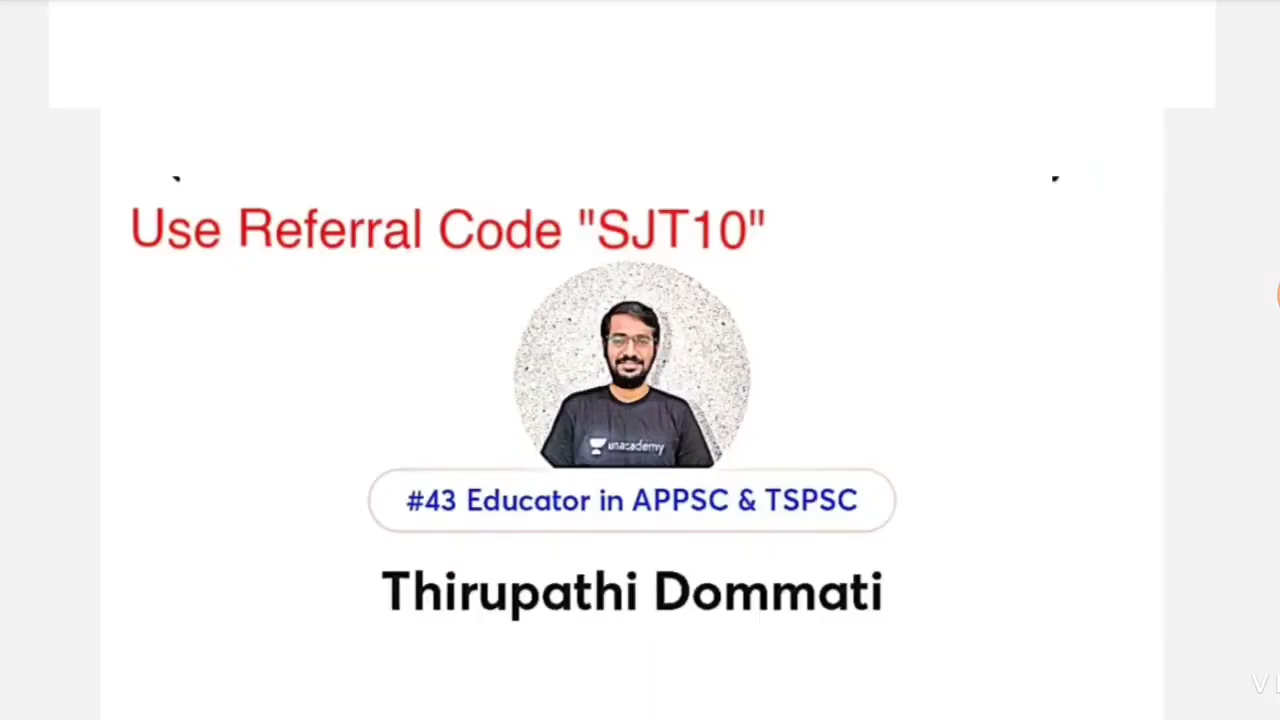 Use Referral Code "SJT10"
unacademy
#43 Educator in APPSC & TSPSC
Thirupathi Dommati